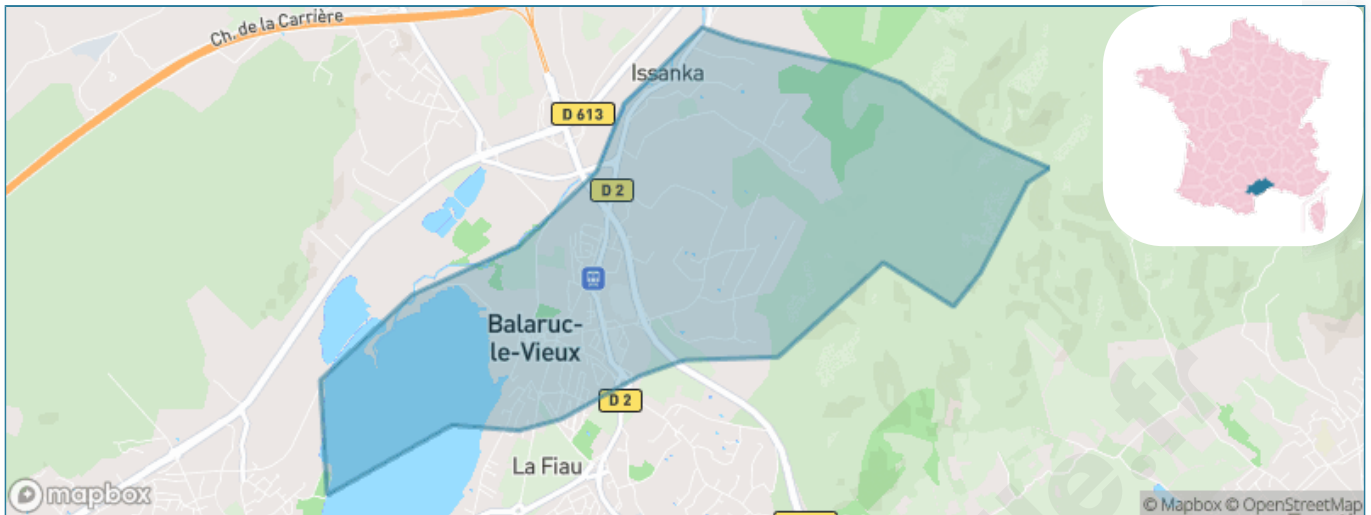 Ch. de la Carrière
Issanka
D 613
D 2
Balaruc-
le-Vieux
D 2
La Fiau
mapbox
© Mapbox © OpenStreetMap